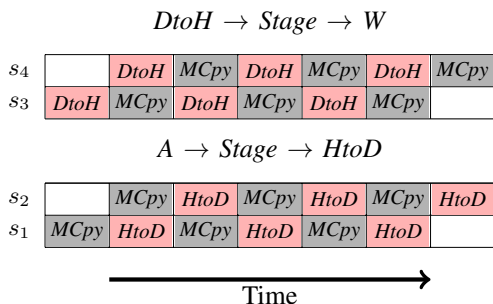 DtoH → Stage → W
s4 DtoH MCpy DtoH MCpy DtoH MCpy
s3 DtoH MCpy DtoH MCpy DtoH MCpy
A → Stage → HtoD
s2 MCpy HtoD MCpy HtoD MCpy HtoD
s1 MCpy HtoD MCpy HtoD MCpy HtoD
Time